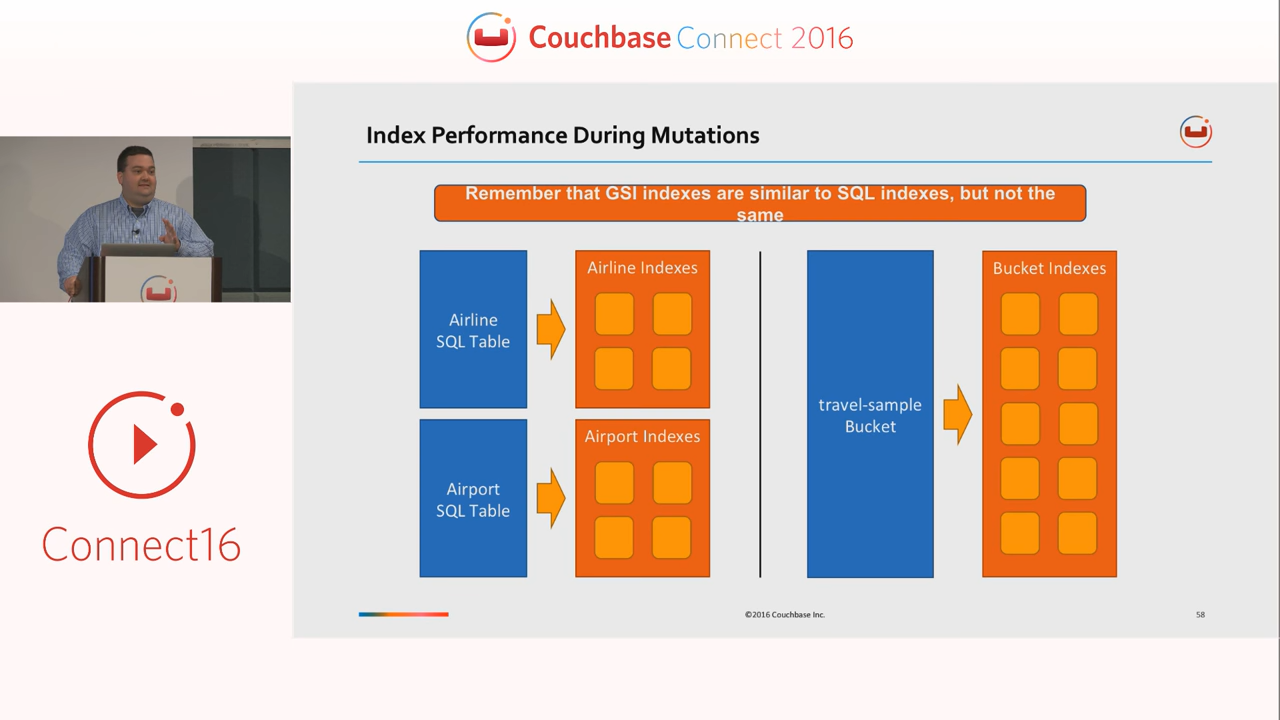 Couchbase Connect 2016
Index Performance During Mutations
Remember that GSI indexes are similar to SQL indexes, but not the
same
Airline
SQL Table
Airline Indexes
Airport
SQL Table
Airport Indexes
travel-sample
Bucket
Bucket Indexes
Connect16
©2016 Couchbase Inc.
58